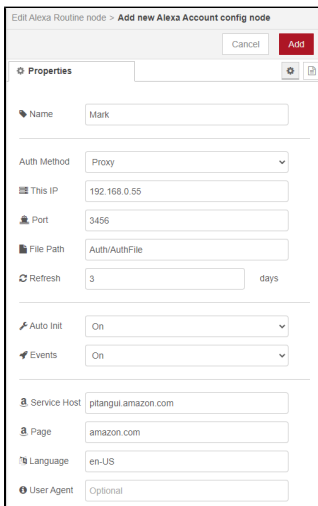 Edit Alexa Routine node > Add new Alexa Account config node
Cancel Add
Properties
Name Mark
Auth Method Proxy
This IP 192.168.0.55
Port 3456
File Path Auth/AuthFile
Refresh 3 days
Auto Init On
Events On
Service Host pitangui.amazon.com
Page amazon.com
Language en-US
User Agent Optional